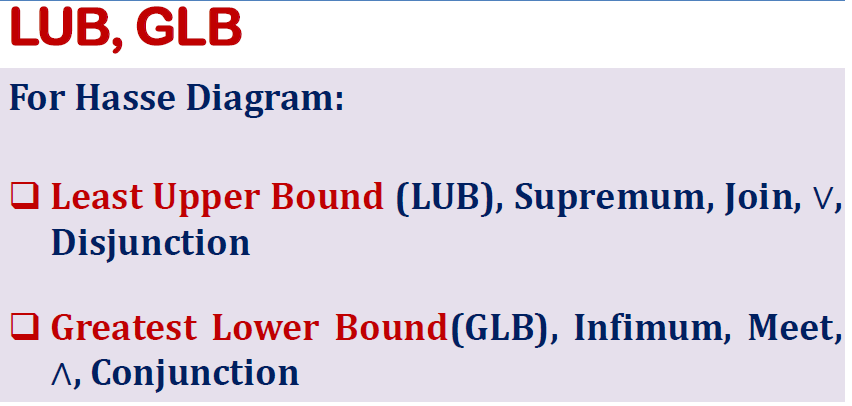 LUB, GLB
For Hasse Diagram:
❑ Least Upper Bound (LUB), Supremum, Join, ∨,
Disjunction
❑ Greatest Lower Bound(GLB), Infimum, Meet,
∧, Conjunction